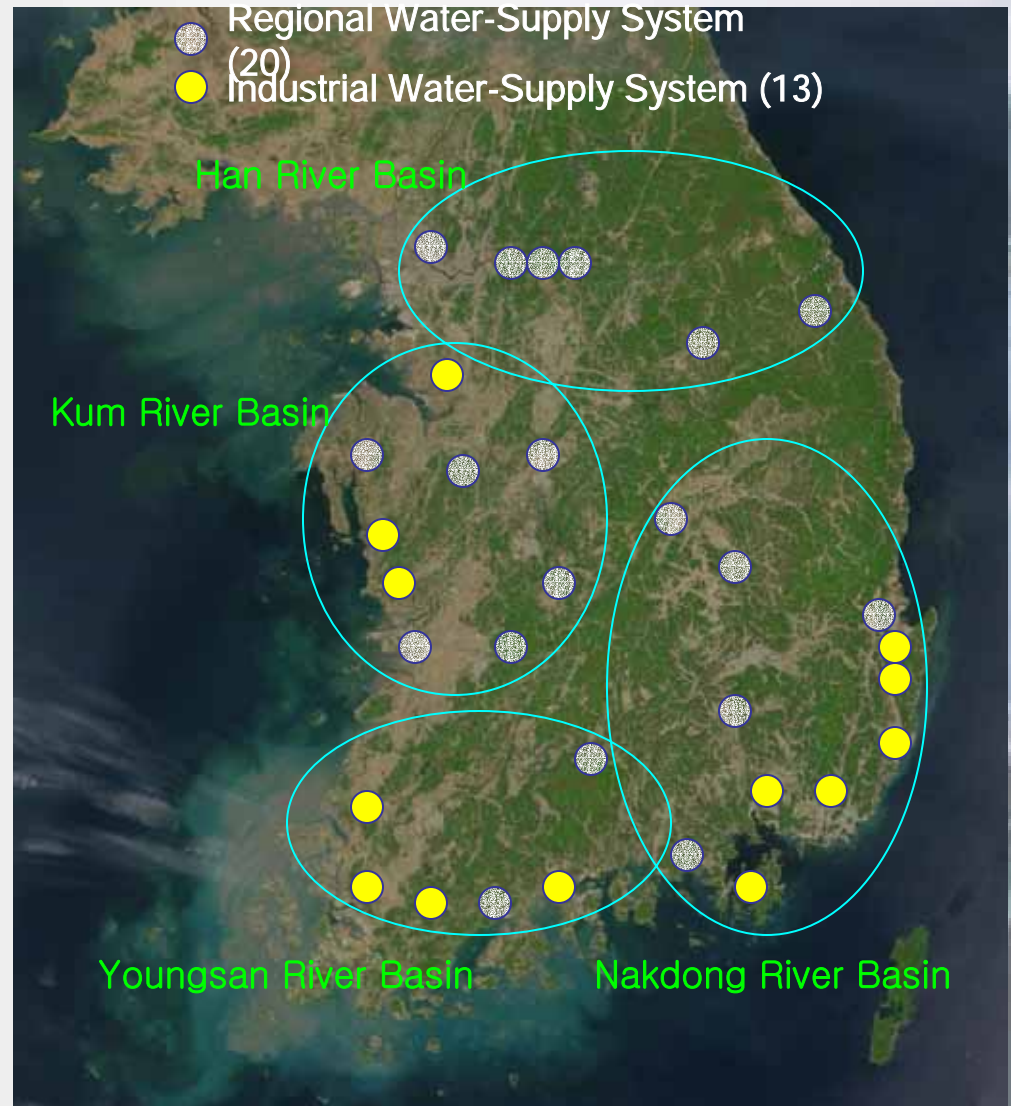 Regional Water-Supply System
(20)
Industrial Water-Supply System (13)
Han River Basin
Kum River Basin
Youngsan River Basin
Nakdong River Basin